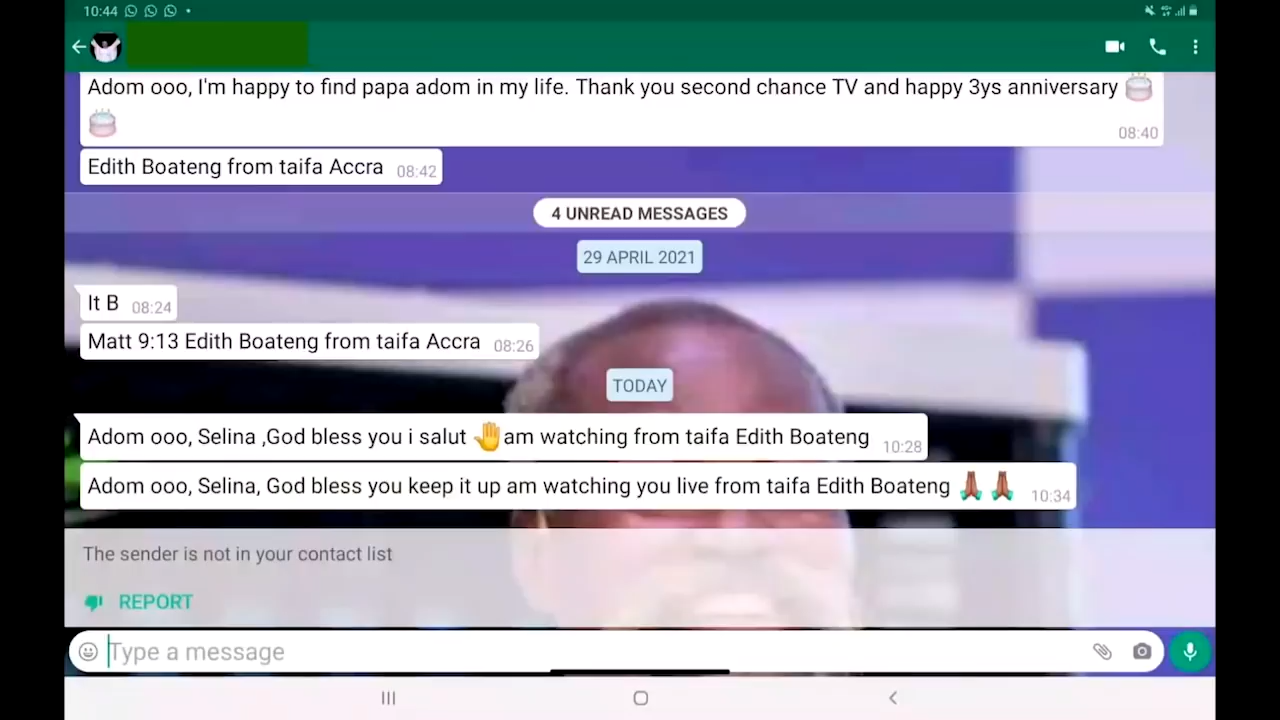 10:44
Adom ooo, I'm happy to find papa adom in my life. Thank you second chance TV and happy 3ys anniversary 🎂
🎂 08:40
Edith Boateng from taifa Accra 08:42
4 UNREAD MESSAGES
29 APRIL 2021
It B 08:24
Matt 9:13 Edith Boateng from taifa Accra 08:26
TODAY
Adom ooo, Selina ,God bless you i salut 🤚am watching from taifa Edith Boateng 10:28
Adom ooo, Selina, God bless you keep it up am watching you live from taifa Edith Boateng 🙏🏾🙏🏾 10:34
The sender is not in your contact list
REPORT
Type a message